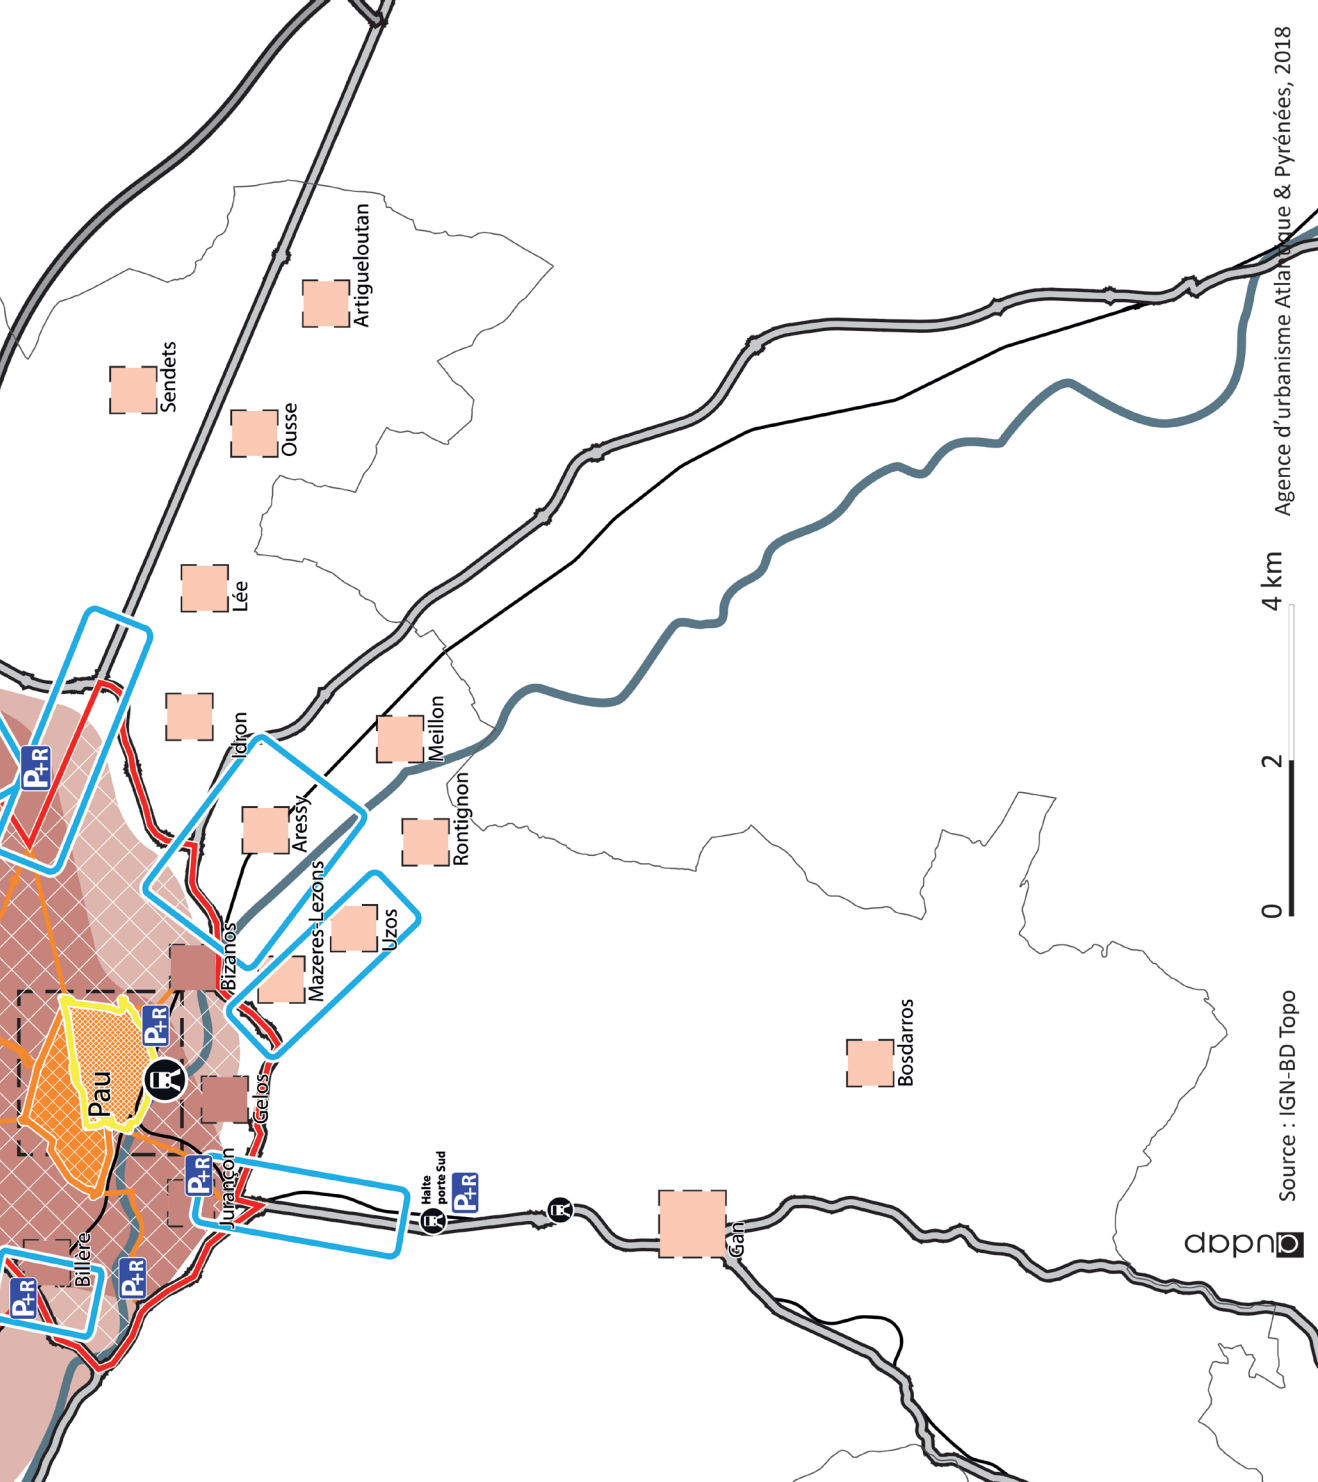 Sendets
Artigueloutan
Ousse
Lée
Idron
P+R
Meillon
Aressy
Rontignon
Mazeres-Lezons
Uzos
Bizanos
P+R
Pau
Gelos
Bosdarros
P+R
Jurançon
Halte
porte Sud
P+R
Billère
P+R
P+R
Gan
0
2
4 km
audap
Source : IGN-BD Topo
Agence d'urbanisme Atlantique & Pyrénées, 2018